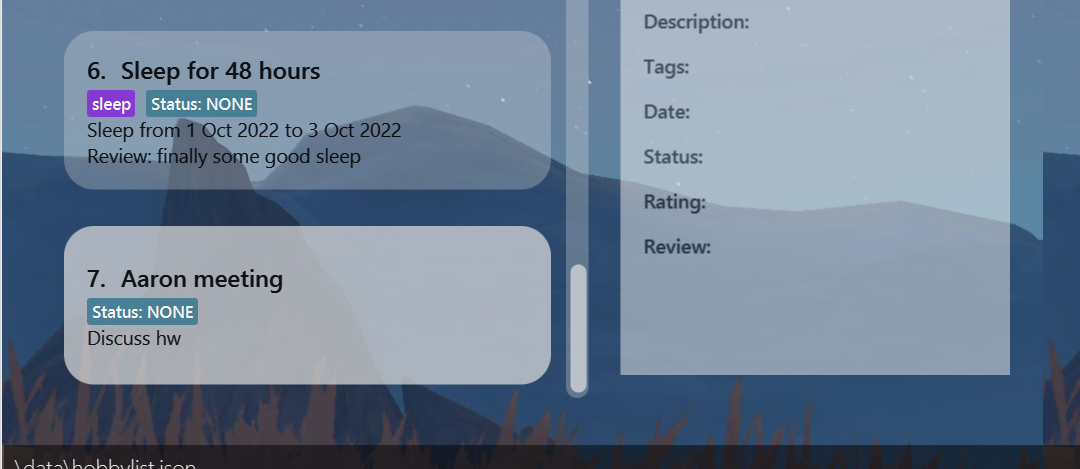 6. Sleep for 48 hours
sleep Status: NONE
Sleep from 1 Oct 2022 to 3 Oct 2022
Review: finally some good sleep
7. Aaron meeting
Status: NONE
Discuss hw
Description:
Tags:
Date:
Status:
Rating:
Review:
.\data\hobbylist.json